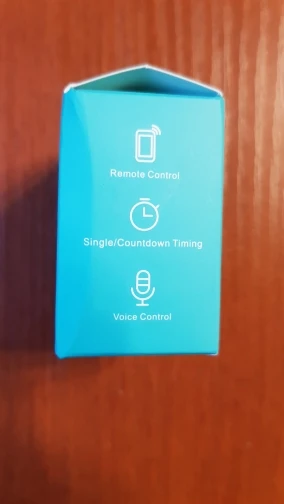 Remote Control
Single/Countdown Timing
Voice Control